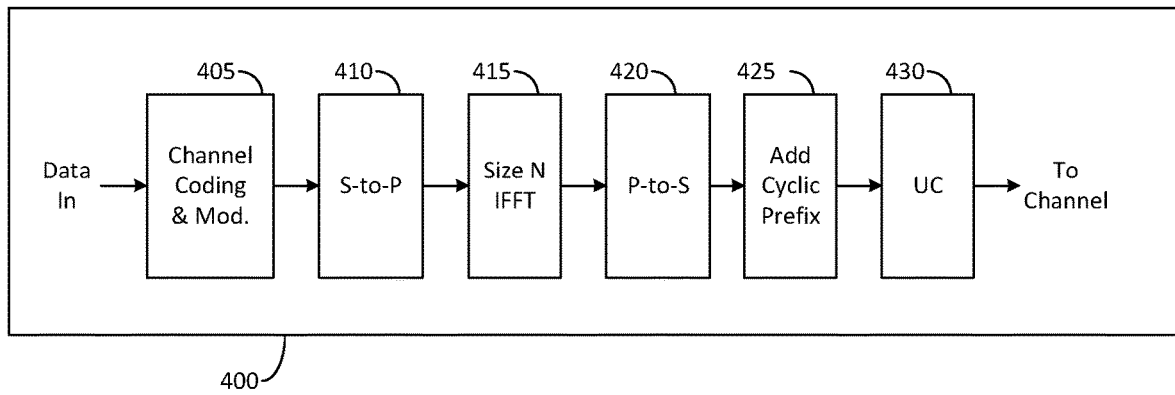 405
410
415
420
425
430
Data
In
Channel
Coding
& Mod.
S-to-P
Size N
IFFT
P-to-S
Add
Cyclic
Prefix
UC
To
Channel
400